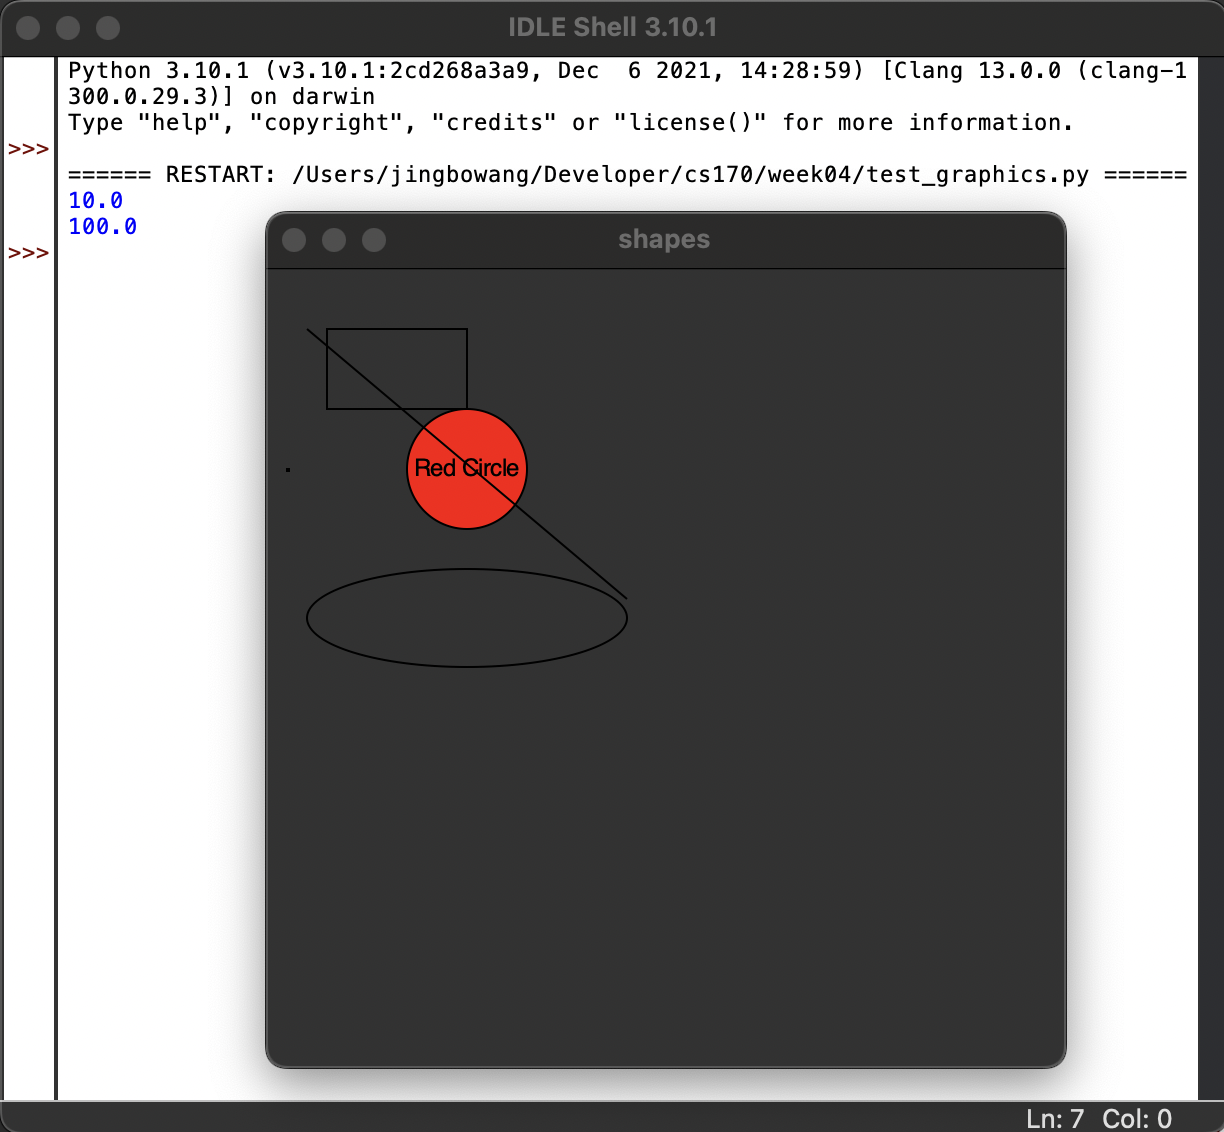 IDLE Shell 3.10.1
Python 3.10.1 (v3.10.1:2cd268a3a9, Dec  6 2021, 14:28:59) [Clang 13.0.0 (clang-1
300.0.29.3)] on darwin
Type "help", "copyright", "credits" or "license()" for more information.
>>>
====== RESTART: /Users/jingbowang/Developer/cs170/week04/test_graphics.py ======
10.0
100.0
>>>
shapes
Red Circle
Ln: 7  Col: 0